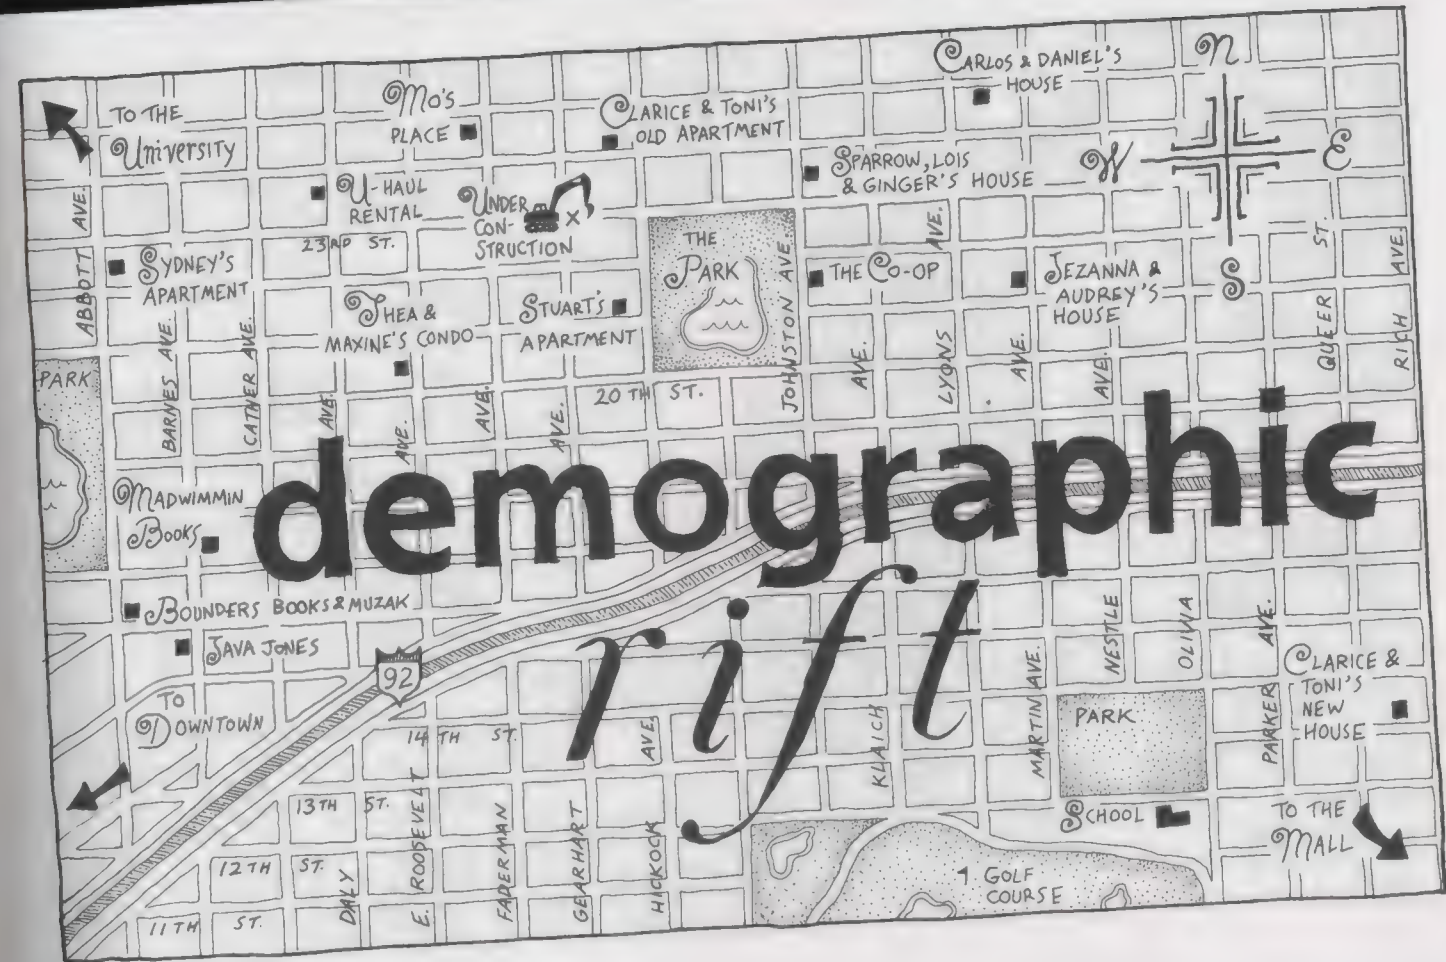 TO THE
University
Mo's
PLACE
CLARICE & TONI'S
OLD APARTMENT
CARLOS & DANIEL'S
HOUSE
N
W
E
S
U-HAUL
RENTAL
UNDER
CON-
STRUCTION
X
SPARROW, LOIS
& GINGER'S HOUSE
23RD ST.
SYDNEY'S
APARTMENT
THEA &
MAXINE'S CONDO
STUART'S
APARTMENT
THE
PARK
THE CO-OP
JEZANNA &
AUDREY'S
HOUSE
ABBOTT AVE.
BARNES AVE.
CATHER AVE.
AVE.
AVE.
AVE.
AVE.
20TH ST.
JOHNSTON AVE
AVE.
LYONS AVE.
AVE.
AVE.
QUEER ST.
RICH AVE.
PARK
demographic
rift
MADWIMMIN
BOOKS
BOUNDERS BOOKS & MUZAK
JAVA JONES
92
TO
DOWNTOWN
14TH ST.
13TH ST.
12TH ST.
11TH ST.
DALY
E. ROOSEVELT
FADERMAN
GEARHART
HICKOCK AVE.
KLAICH
MARTIN AVE.
NESTLE
OLIWA
PARKER AVE.
PARK
CLARICE &
TONI'S
NEW
HOUSE
SCHOOL
TO THE
MALL
GOLF
COURSE